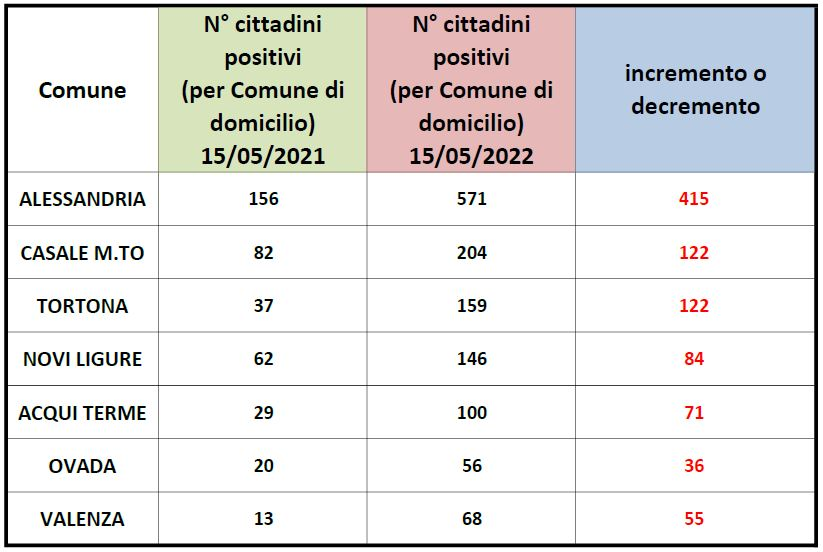 Comune
N° cittadini
positivi
(per Comune di
domicilio)
15/05/2021
N° cittadini
positivi
(per Comune di
domicilio)
15/05/2022
incremento o
decremento
ALESSANDRIA 156 571 415
CASALE M.TO 82 204 122
TORTONA 37 159 122
NOVI LIGURE 62 146 84
ACQUI TERME 29 100 71
OVADA 20 56 36
VALENZA 13 68 55